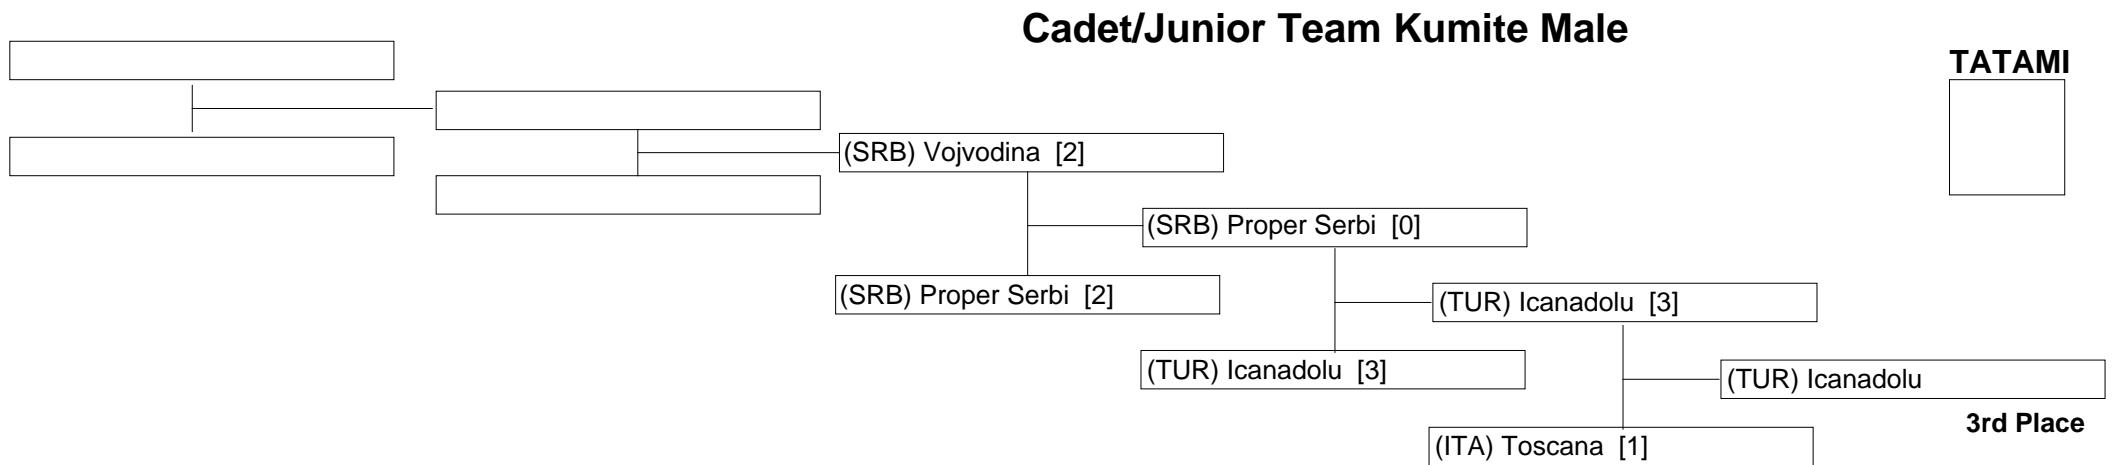 Cadet/Junior Team Kumite Male
TATAMI
(SRB) Vojvodina [2]
(SRB) Proper Serbi [0]
(SRB) Proper Serbi [2]
(TUR) Icanadolu [3]
(TUR) Icanadolu [3]
(TUR) Icanadolu
3rd Place
(ITA) Toscana [1]